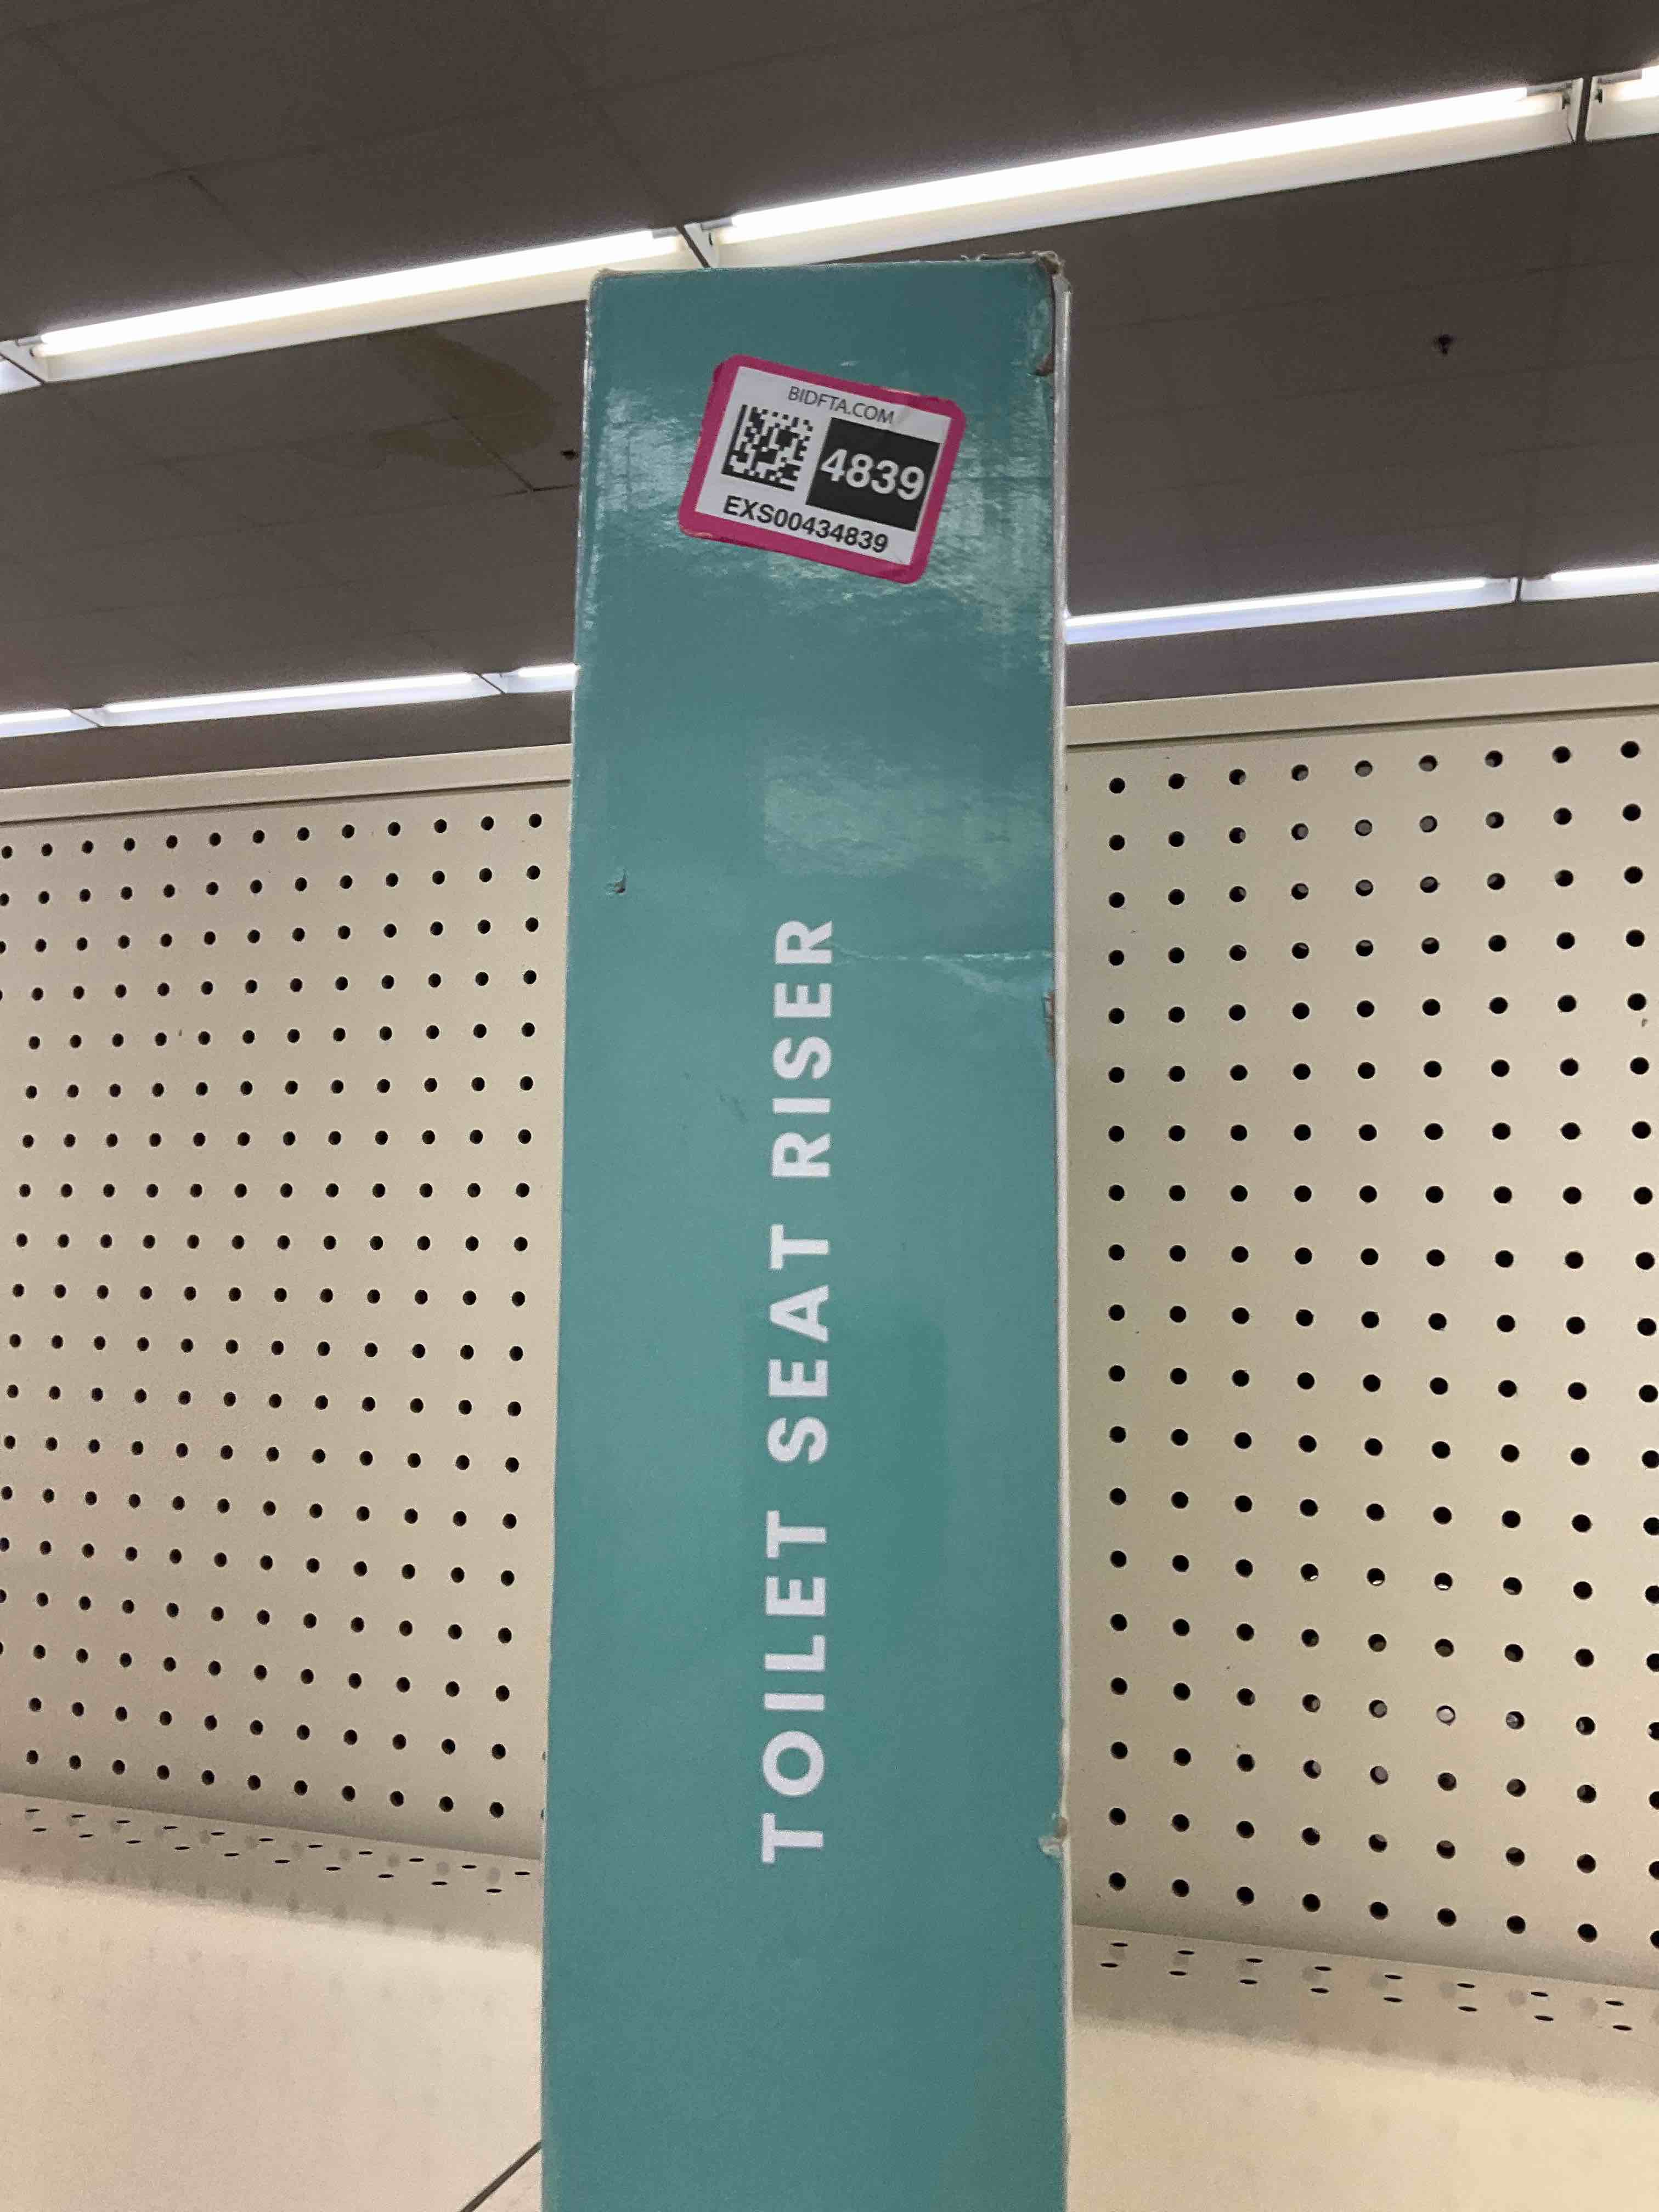 BIDFTA.COM
4839
EXS00434839
TOILET SEAT RISER